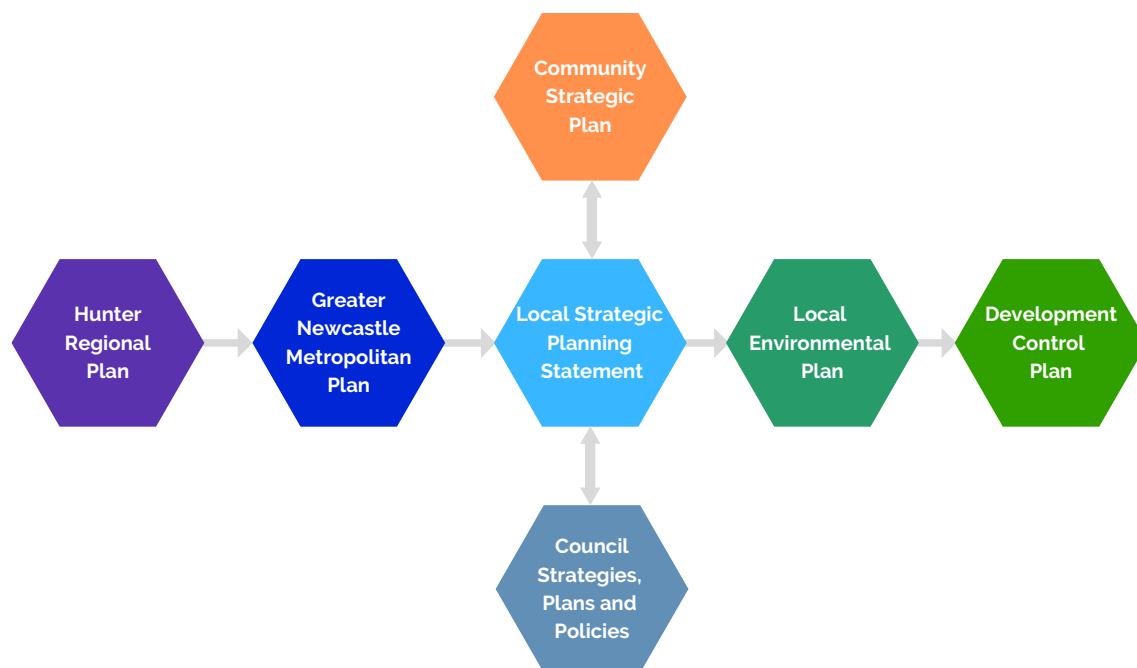 Community
Strategic
Plan
Hunter
Regional
Plan
Greater
Newcastle
Metropolitan
Plan
Local Strategic
Planning
Statement
Local
Environmental
Plan
Development
Control
Plan
Council
Strategies,
Plans and
Policies